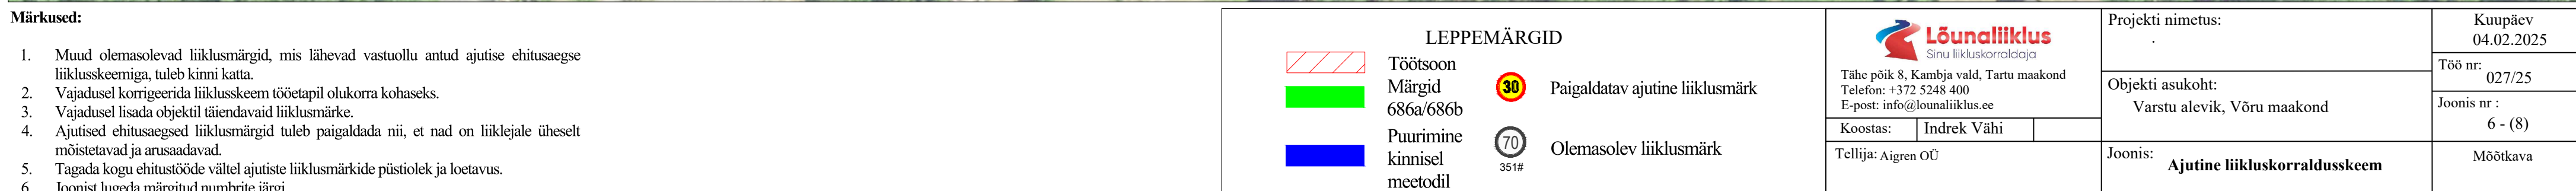 Märkused:
1. Muud olemasolevad liiklusmärgid, mis lähevad vastuollu antud ajutise ehitusaegse
liiklusskeemiga, tuleb kinni katta.
2. Vajadusel korrigeerida liiklusskeem tööetapil olukorra kohaseks.
3. Vajadusel lisada objektil täiendavaid liiklusmärke.
4. Ajutised ehitusaegsed liiklusmärgid tuleb paigaldada nii, et nad on liiklejale üheselt
mõistetavad ja arusaadavad.
5. Tagada kogu ehitustööde vältel ajutiste liiklusmärkide püstiolek ja loetavus.
6. Joonist lugeda märgitud numbrite järgi.
LEPPEMÄRGID
Töötsoon
Märgid
686a/686b
Puurimine
kinnisel
meetodil
30
Paigaldatav ajutine liiklusmärk
70
351#
Olemasolev liiklusmärk
Lõunaliiklus
Sinu liikluskorraldaja
Tähe põik 8, Kambja vald, Tartu maakond
Telefon: +372 5248 400
E-post: info@lounaliiklus.ee
Koostas: Indrek Vähi
Tellija: Aigren OÜ
Projekti nimetus:
.
Objekti asukoht:
Varstu alevik, Võru maakond
Joonis: Ajutine liikluskorraldusskeem
Kuupäev
04.02.2025
Töö nr:
027/25
Joonis nr :
6 - (8)
Mõõtkava